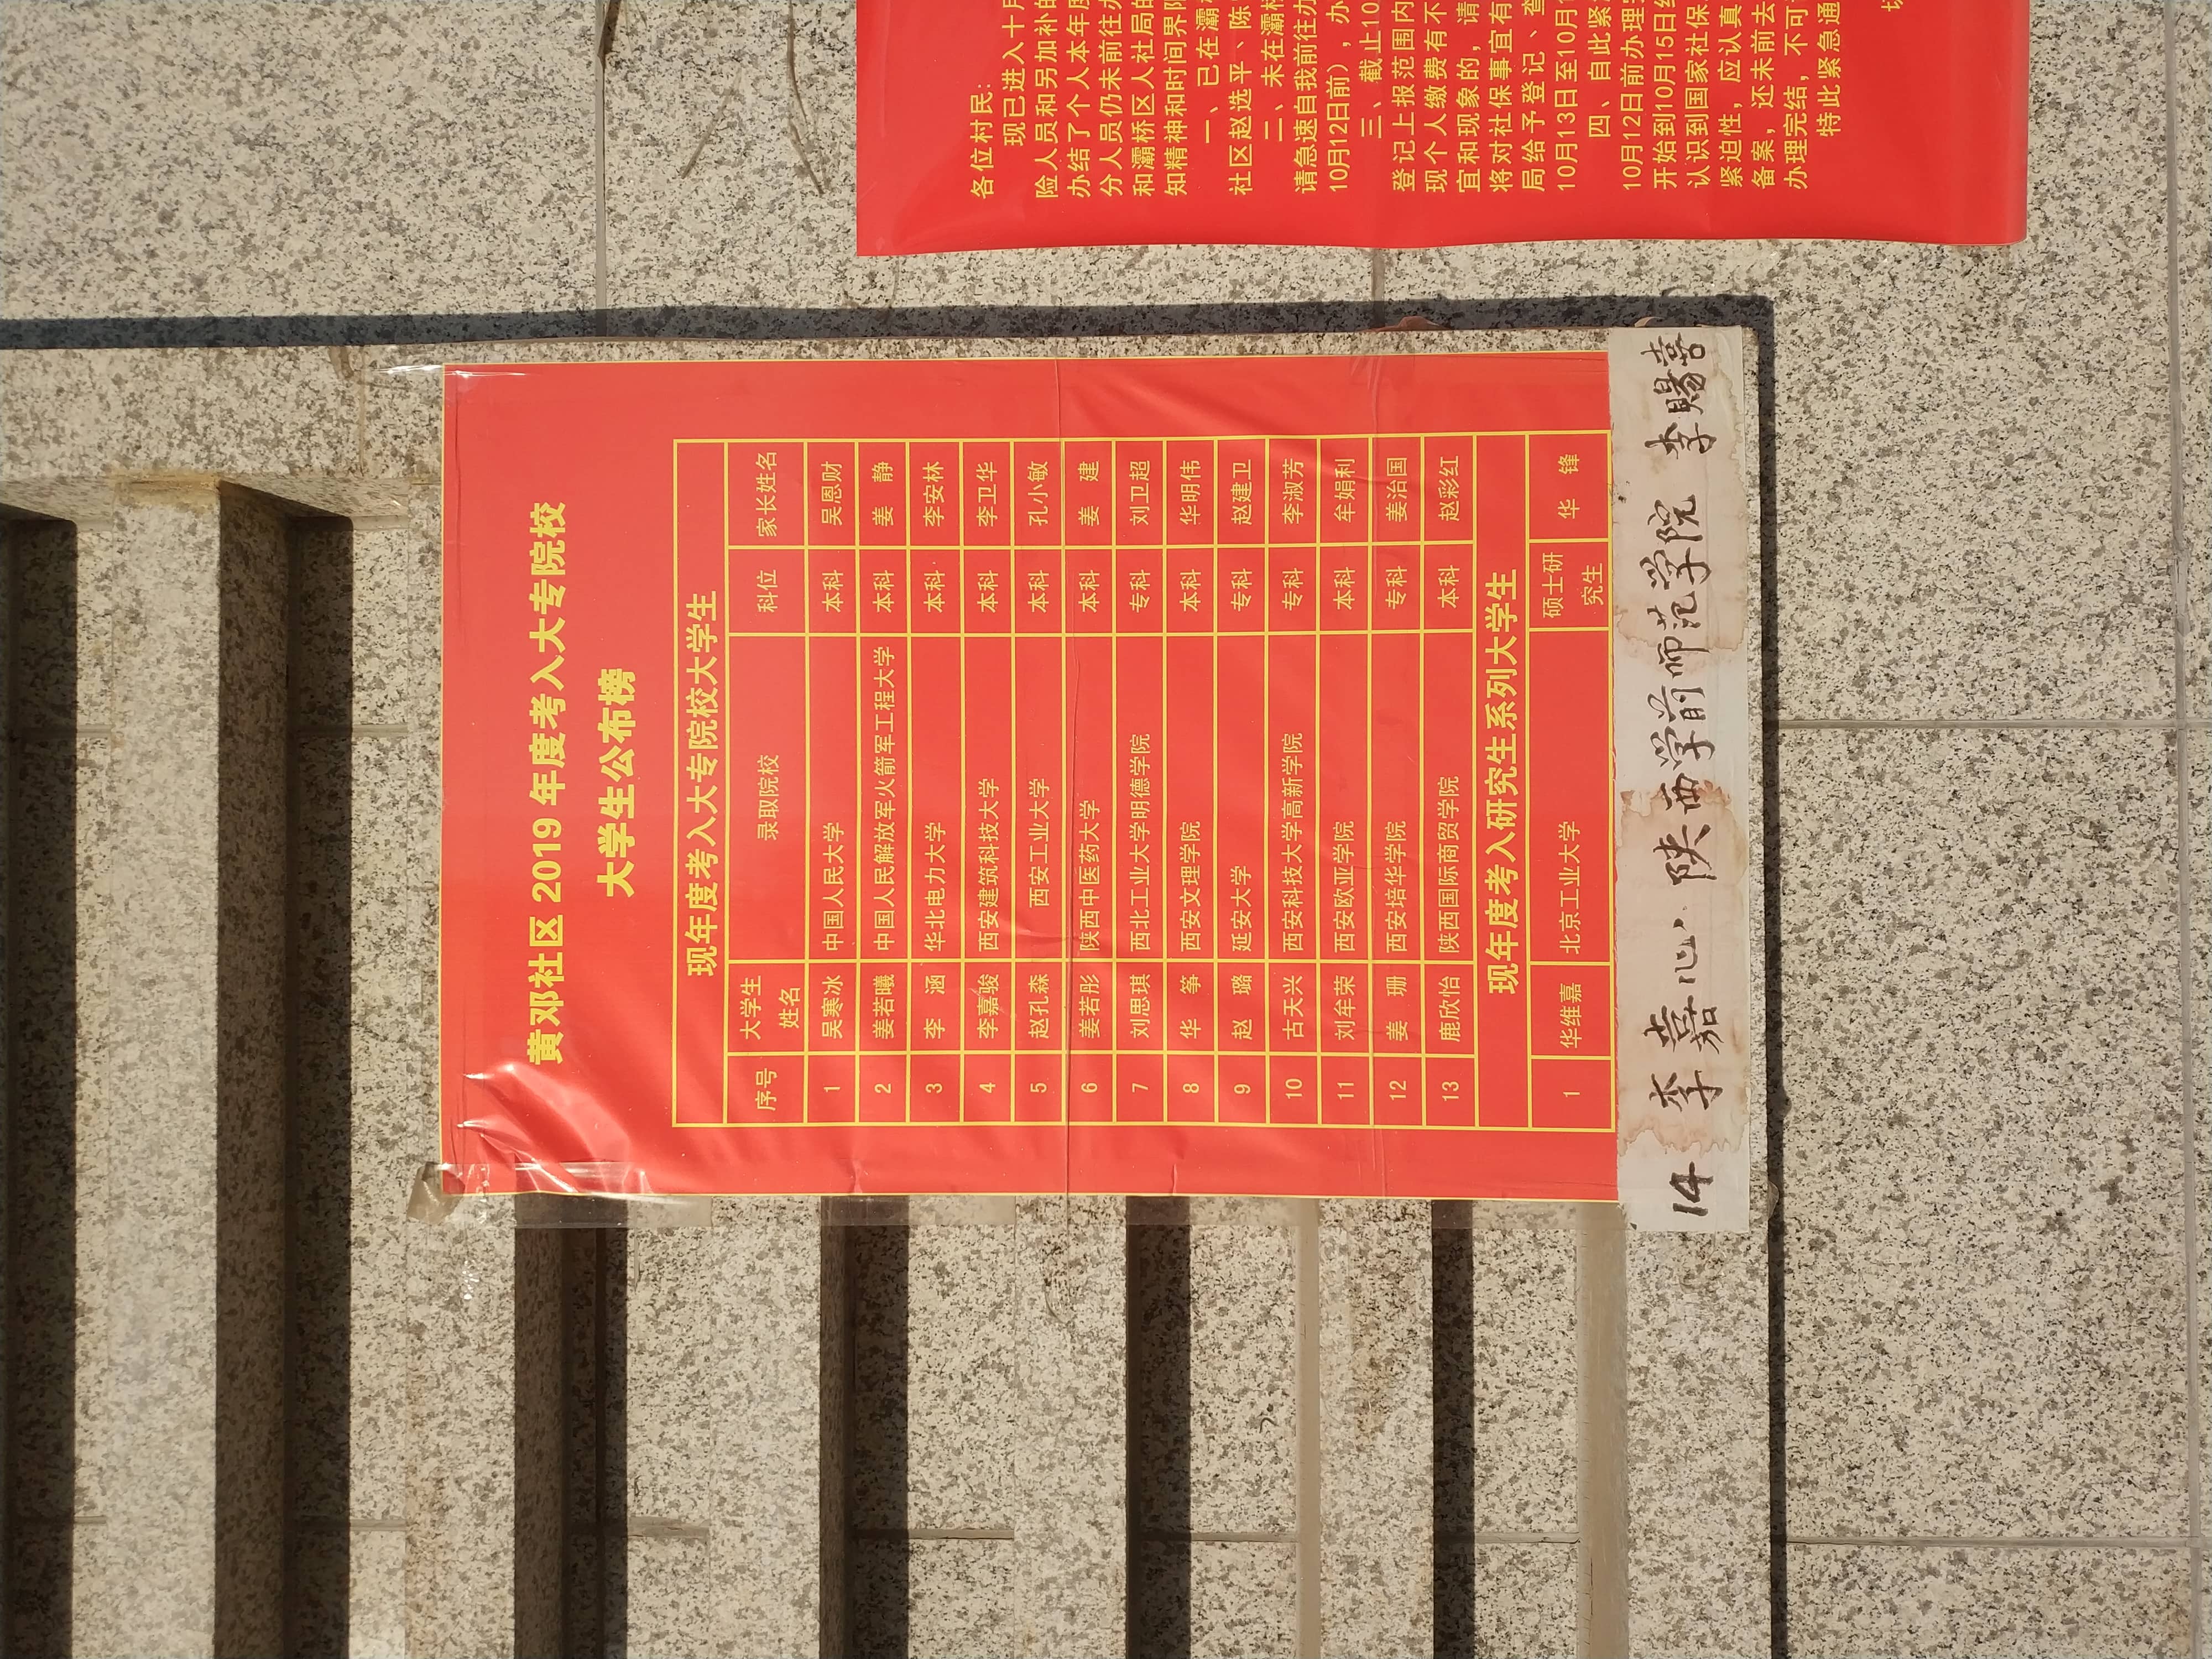 黄邓社区 2019 年度考入大专院校
大学生公布榜
现年度考入大专院校大学生
序号 大学生姓名 录取院校 科位 家长姓名
1 吴寒冰 中国人民大学 本科 吴恩财
2 姜若曦 中国人民解放军火箭军工程大学 本科 姜 静
3 李 涵 华北电力大学 本科 李安林
4 李嘉骏 西安建筑科技大学 本科 李卫华
5 赵孔森 西安工业大学 本科 孔小敏
6 姜若彤 陕西中医药大学 本科 姜 建
7 刘思琪 西北工业大学明德学院 专科 刘卫超
8 华 筝 西安文理学院 本科 华明伟
9 赵 璐 延安大学 专科 赵建卫
10 古天兴 西安科技大学高新学院 专科 李淑芳
11 刘牟荣 西安欧亚学院 本科 牟娟利
12 姜 珊 西安培华学院 专科 姜治国
13 鹿欣怡 陕西国际商贸学院 本科 赵彩红
现年度考入研究生系列大学生
1 华维嘉 北京工业大学 硕士研究生 华 锋
14 李嘉心 陕西学前师范学院 李賜喜
各位村民:
现已进入十月
险人员和另加补的
办结了个人本年度
分人员仍未前往办
和灞桥区人社局的
知精神和时间界限
一、已在灞桥
社区赵选平、陈
二、未在灞桥
请急速自我前往办
10月12日前），办
三、截止10
登记上报范围内
现个人缴费有不
宜和现象的，请
将对社保事宜有
局给予登记、查
10月13日至10月1
四、自此紧急
10月12日前办理完
开始到10月15日结
认识到国家社保
紧迫性，应认真
备案，还未前去
办理完结，不可
特此紧急通